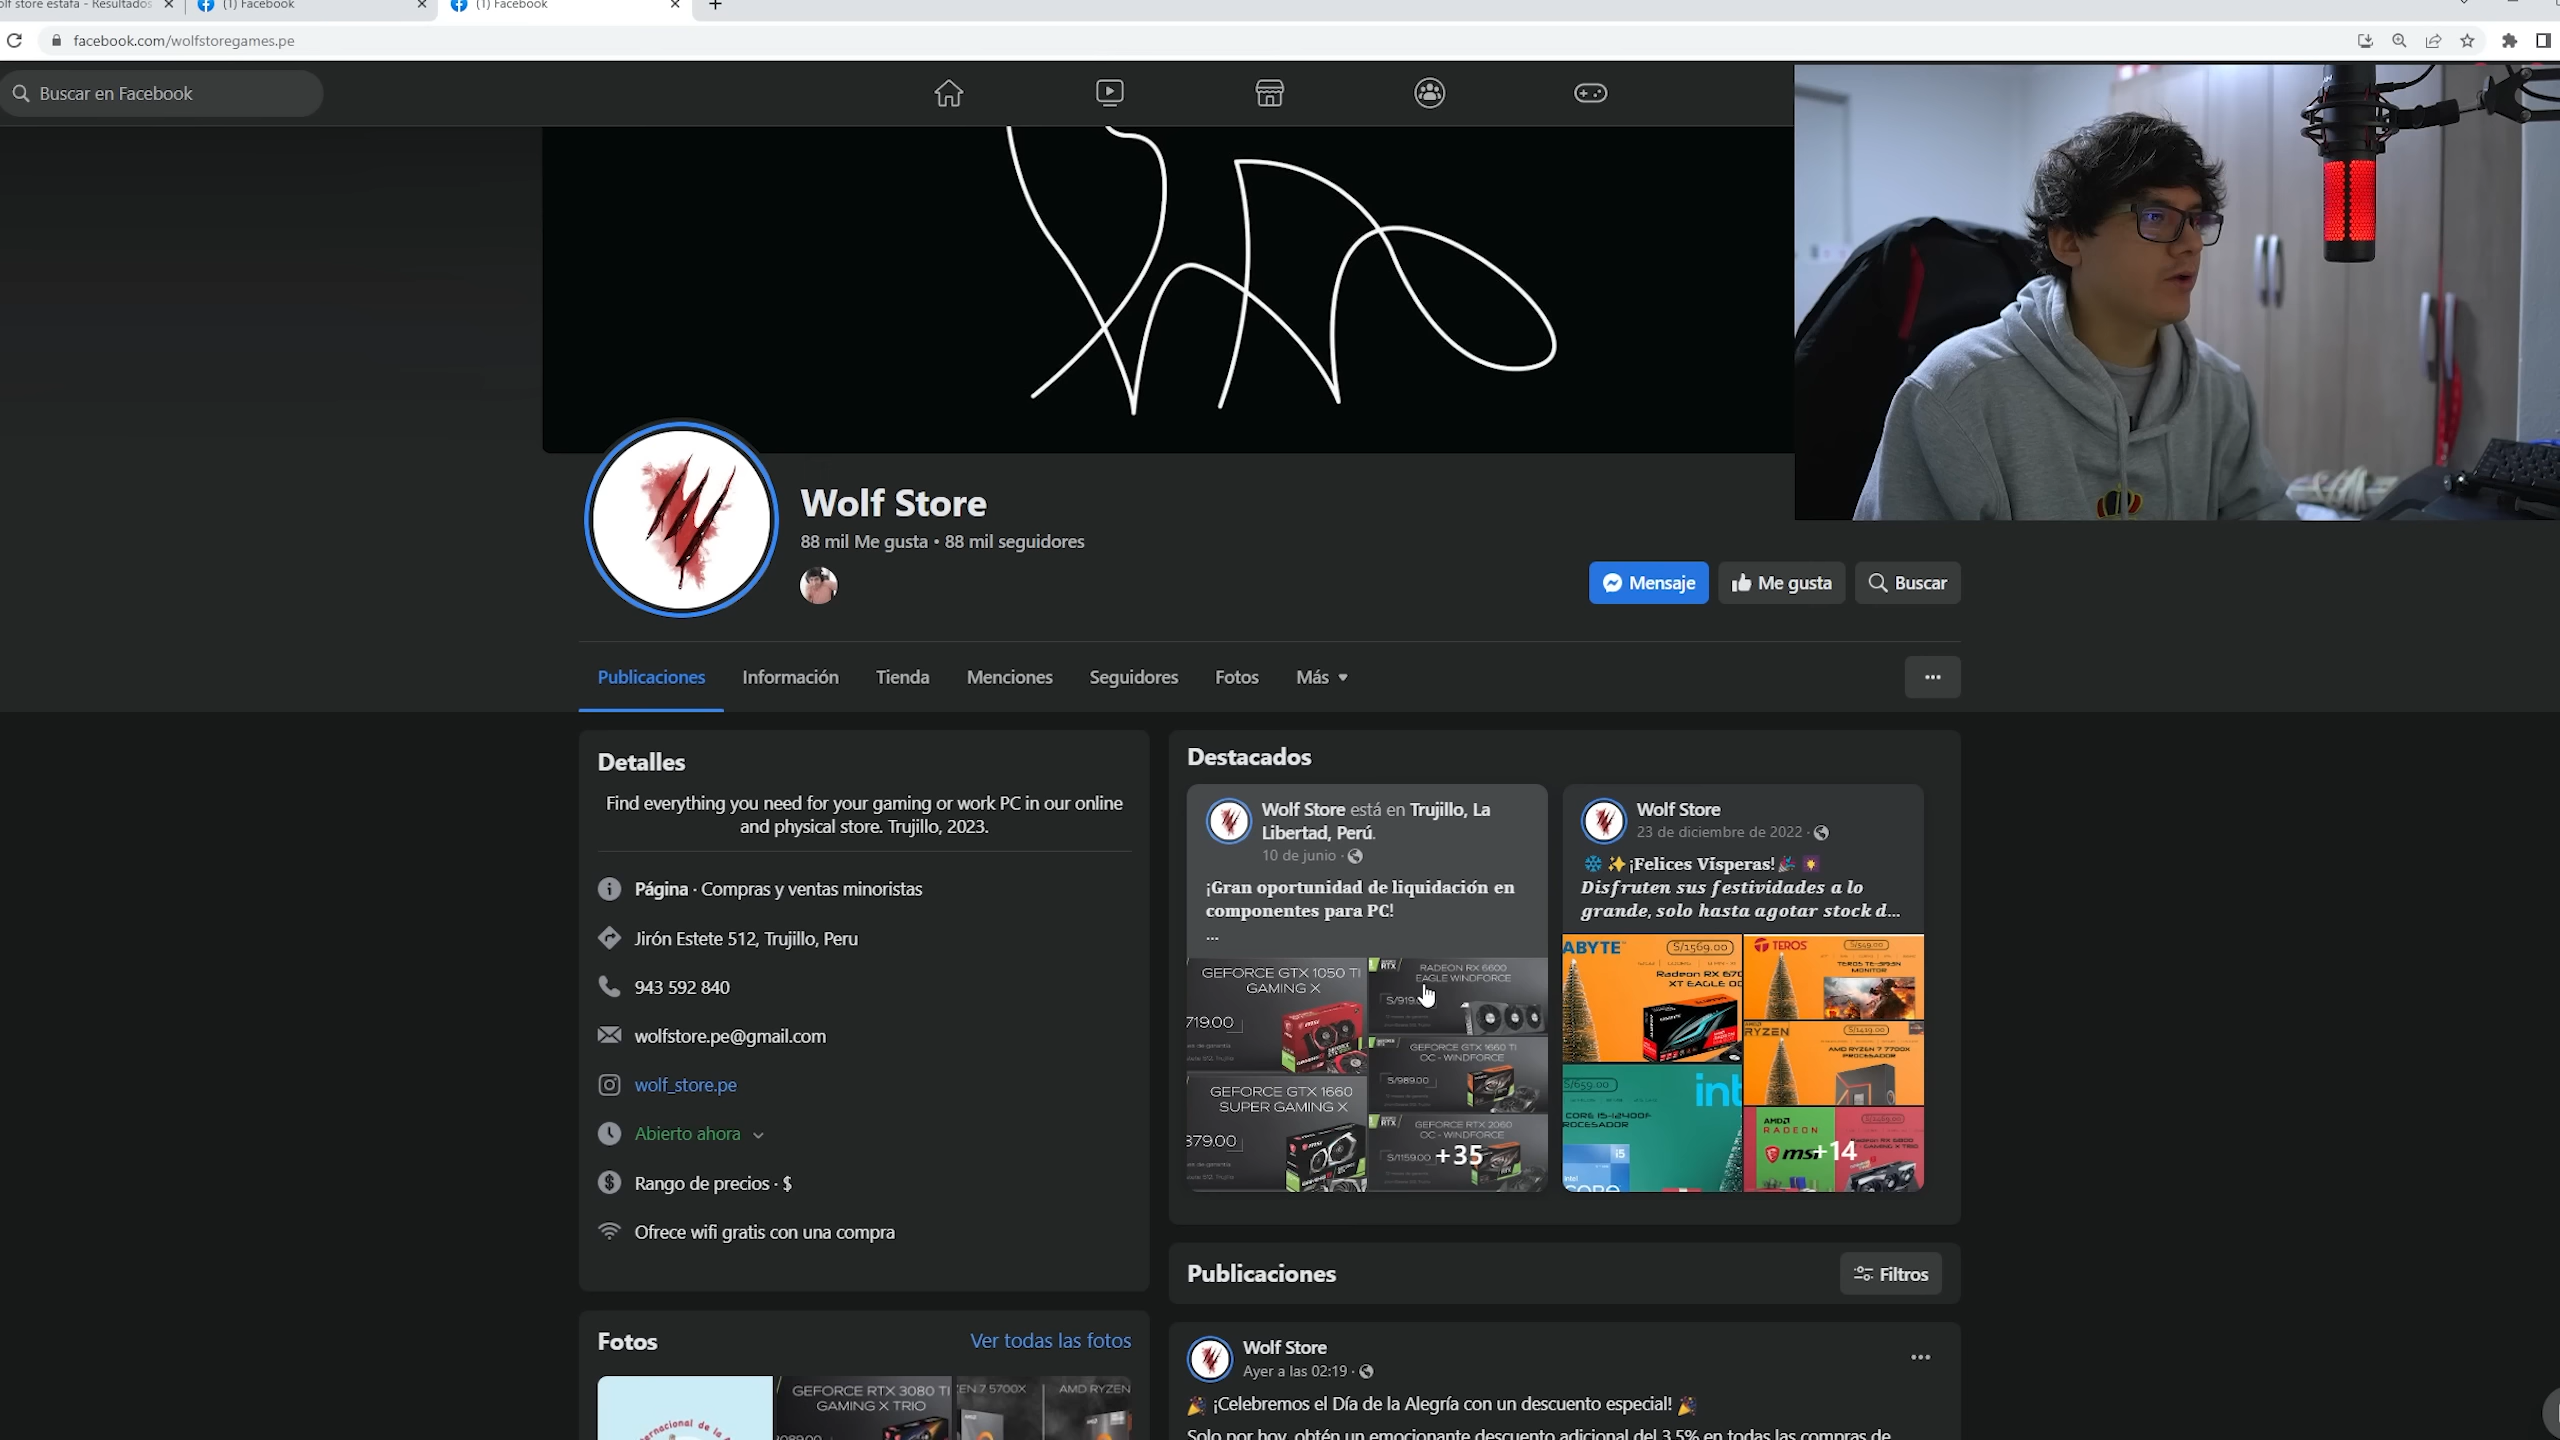 olf store estafa - Resultados
(1) Facebook
(1) Facebook
facebook.com/wolfstoregames.pe
Buscar en Facebook
Wolf Store
88 mil Me gusta • 88 mil seguidores
Mensaje
Me gusta
Buscar
Publicaciones
Información
Tienda
Menciones
Seguidores
Fotos
Más
Detalles
Find everything you need for your gaming or work PC in our online
and physical store. Trujillo, 2023.
Página · Compras y ventas minoristas
Jirón Estete 512, Trujillo, Peru
943 592 840
wolfstore.pe@gmail.com
wolf_store.pe
Abierto ahora
Rango de precios · $
Ofrece wifi gratis con una compra
Fotos
Ver todas las fotos
GEFORCE RTX 3080 TI
GAMING X TRIO
EN 7 5700X
AMD RYZEN
Destacados
Wolf Store está en Trujillo, La
Libertad, Perú.
10 de junio ·
¡Gran oportunidad de liquidación en
componentes para PC!
...
GEFORCE GTX 1050 TI
GAMING X
719.00
GEFORCE GTX 1660
SUPER GAMING X
379.00
RTX
RADEON RX 6600
EAGLE WINDFORCE
S/919.
GEFORCE GTX 1660 TI
OC - WINDFORCE
S/989.00
RTX
GEFORCE RTX 2060
OC - WINDFORCE
S/1159.00
+35
Wolf Store
23 de diciembre de 2022 ·
¡Felices Vísperas!
Disfruten sus festividades a lo
grande, solo hasta agotar stock d...
ABYTE
S/1569.00
Radeon RX 670
XT EAGLE OC
TEROS
S/549.00
MONITOR
RYZEN
S/1419.00
AMD RYZEN 7 7700X
PROCESADOR
S/659.00
int
CORE I5-12400F
ROCESADOR
i5
intel
CORE
AMD
RADEON
msi
+14
Publicaciones
Filtros
Wolf Store
Ayer a las 02:19 ·
¡Celebremos el Día de la Alegría con un descuento especial!
Solo por hoy, obtén un emocionante descuento adicional del 3.5% en todas las compras de